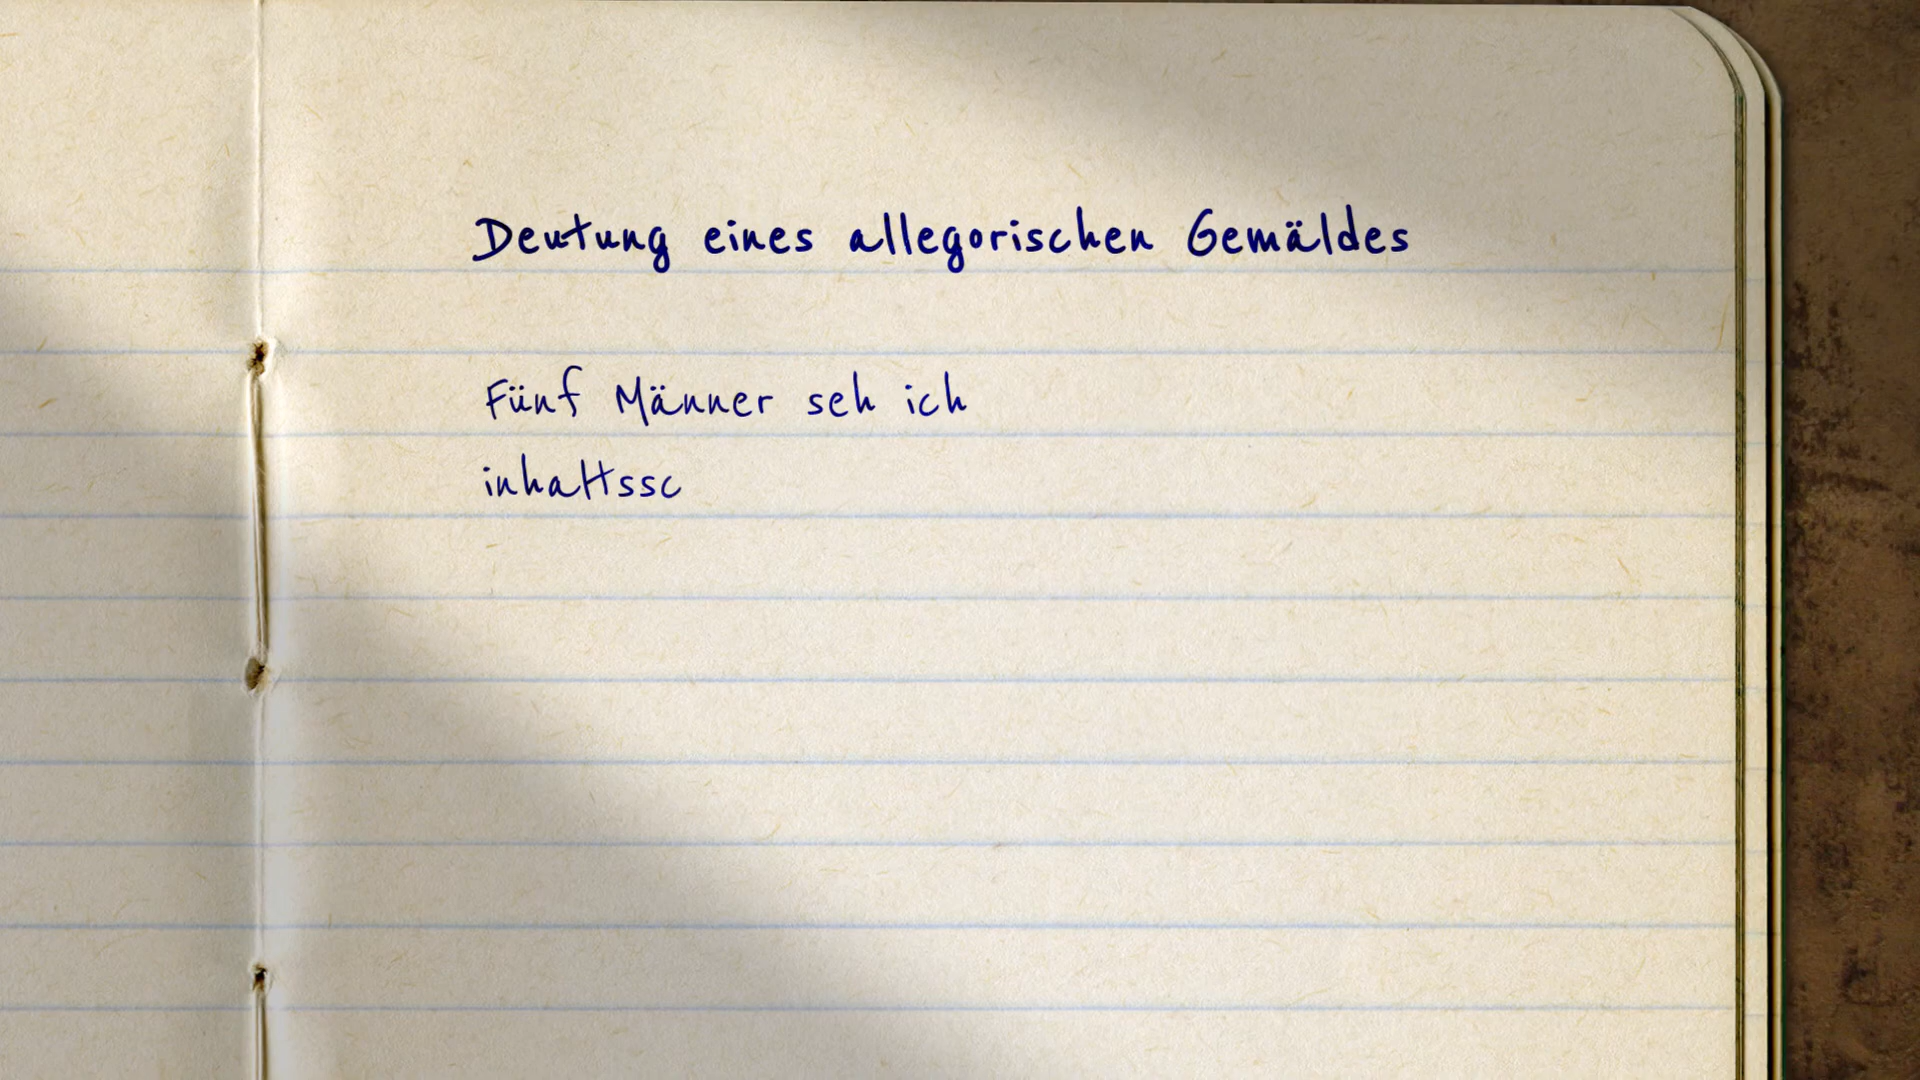 Deutung eines allegorischen Gemäldes
Fünf Männer seh ich
inhaltssc